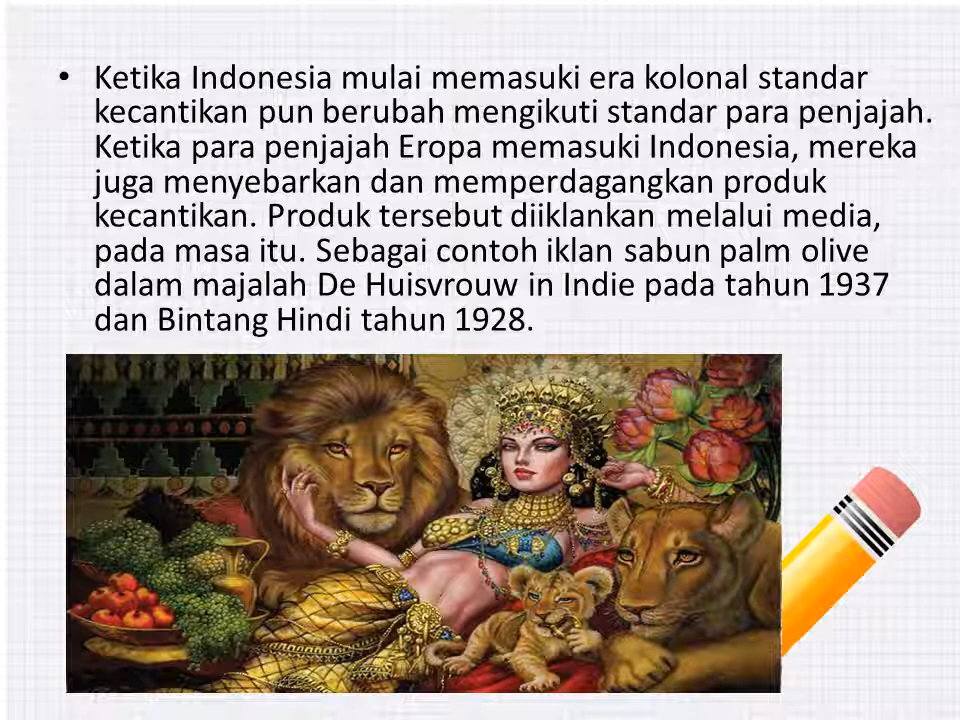 • Ketika Indonesia mulai memasuki era kolonal standar
kecantikan pun berubah mengikuti standar para penjajah.
Ketika para penjajah Eropa memasuki Indonesia, mereka
juga menyebarkan dan memperdagangkan produk
kecantikan. Produk tersebut diiklankan melalui media,
pada masa itu. Sebagai contoh iklan sabun palm olive
dalam majalah De Huisvrouw in Indie pada tahun 1937
dan Bintang Hindi tahun 1928.